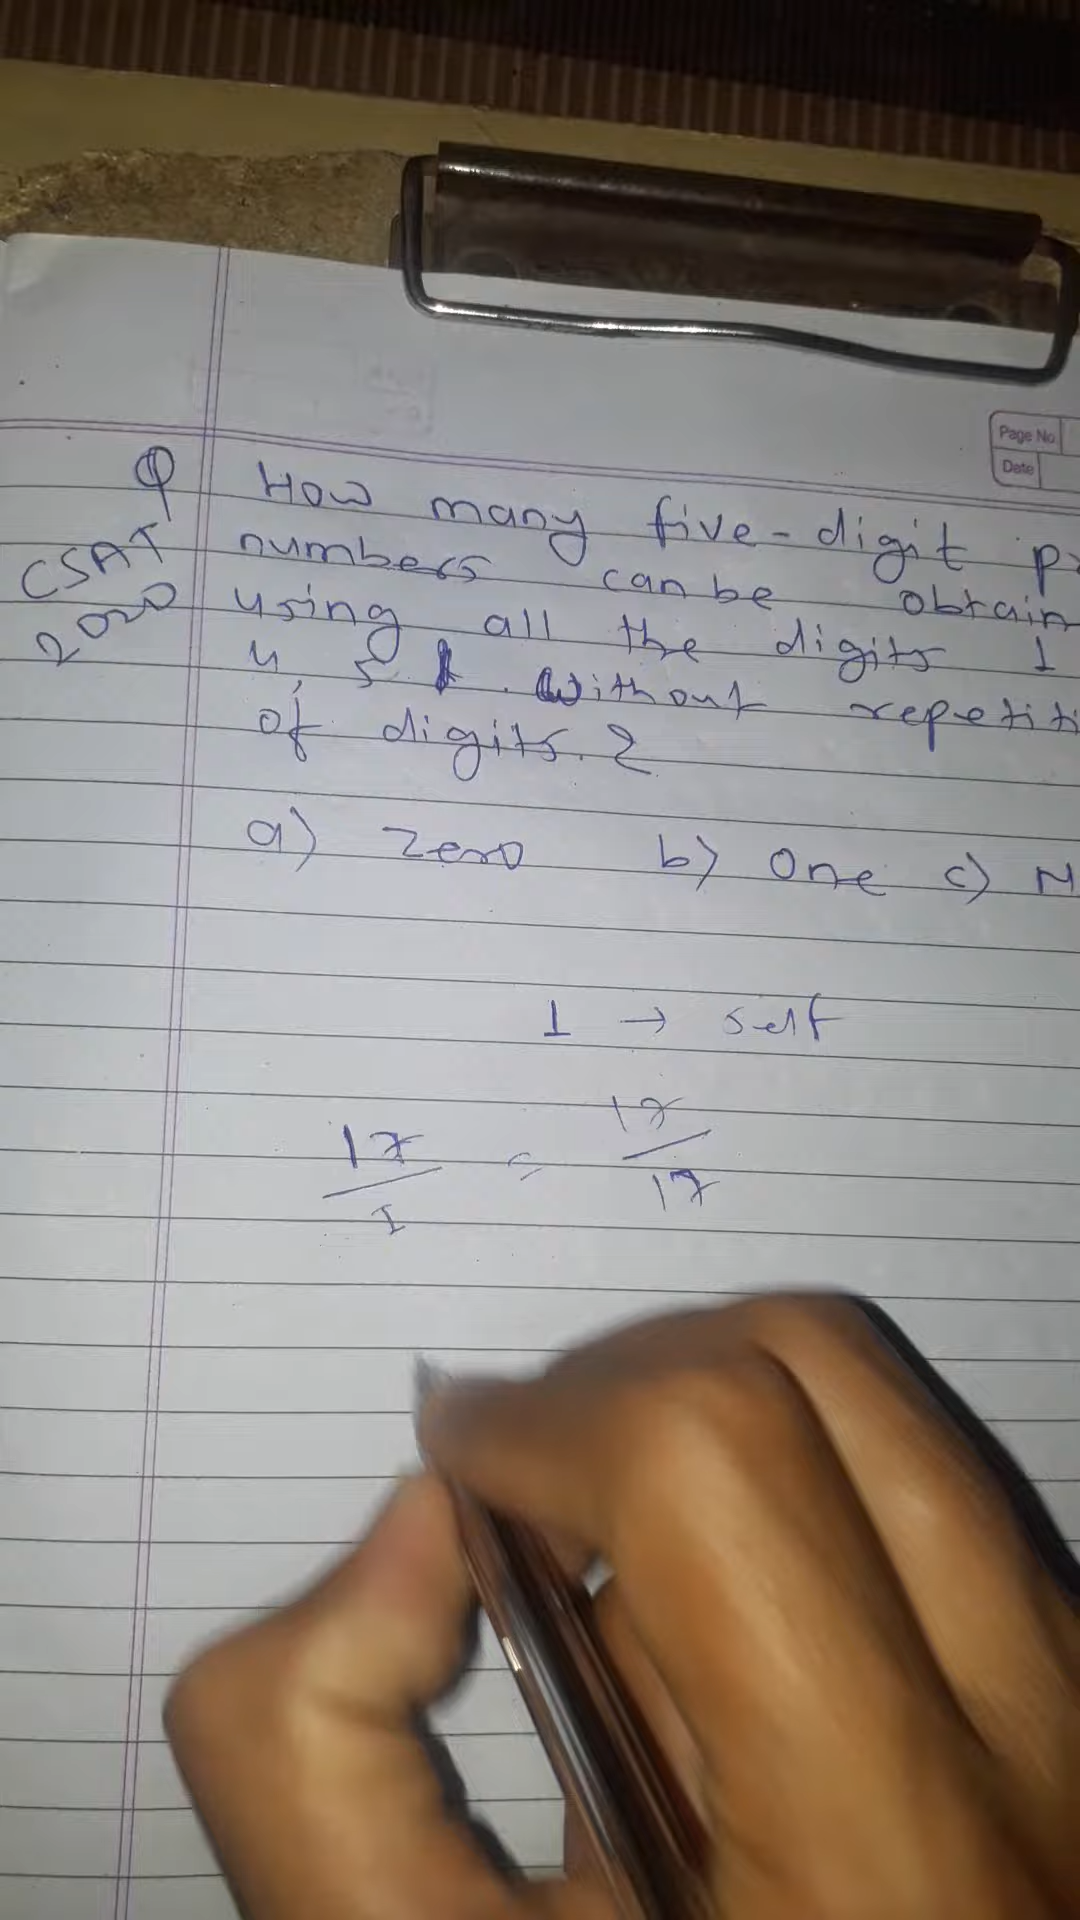 Page No.
Date
Q How many five-digit
CSAT 2020
numbers can be obtain
using all the digits 1
4, 5. without repetiti
of digits. ?
a) Zero b) One c) N
1 → self
17/1 = 17/17